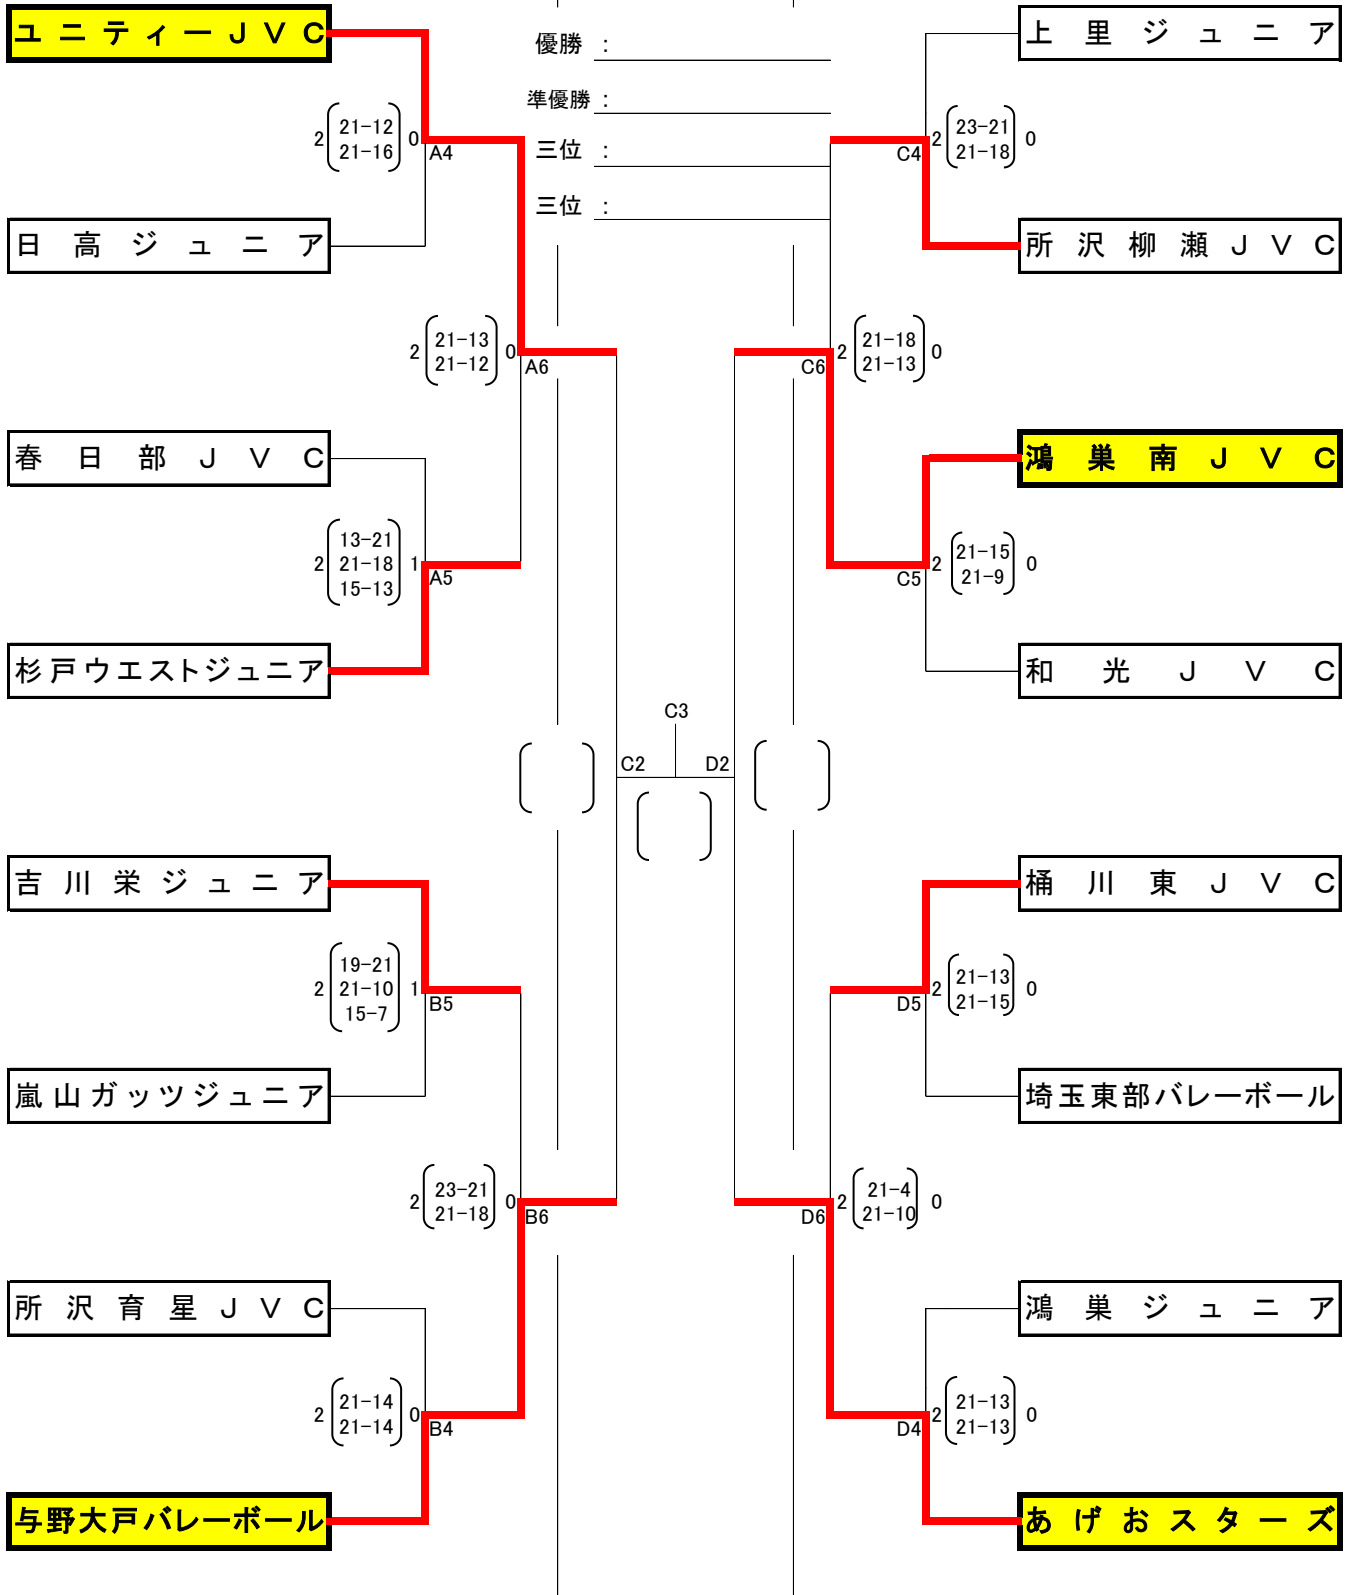 ユニティーＪＶＣ
優勝 ：
上里ジュニア
準優勝 ：
2 21-12 0
21-16
A4
三位 ：
C4
2 23-21 0
21-18
三位 ：
日高ジュニア
所沢柳瀬ＪＶＣ
2 21-13 0
21-12
A6
C6
2 21-18 0
21-13
春日部ＪＶＣ
鴻巣南ＪＶＣ
13-21
2 21-18 1
15-13
A5
C5
2 21-15 0
21-9
杉戸ウエストジュニア
和光ＪＶＣ
C3
C2
D2
吉川栄ジュニア
桶川東ＪＶＣ
19-21
2 21-10 1
15-7
B5
D5
2 21-13 0
21-15
嵐山ガッツジュニア
埼玉東部バレーボール
2 23-21 0
21-18
B6
D6
2 21-4 0
21-10
所沢育星ＪＶＣ
鴻巣ジュニア
2 21-14 0
21-14
B4
D4
2 21-13 0
21-13
与野大戸バレーボール
あげおスターズ